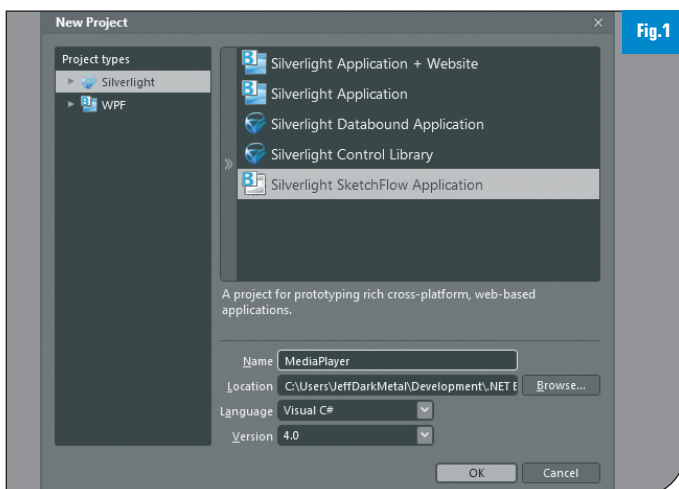 New Project
Fig.1
Project types
Silverlight
WPF
Silverlight Application + Website
Silverlight Application
Silverlight Databound Application
Silverlight Control Library
Silverlight SketchFlow Application
A project for prototyping rich cross-platform, web-based
applications.
Name MediaPlayer
Location C:\Users\JeffDarkMetal\Development\.NET E Browse...
Language Visual C#
Version 4.0
OK Cancel